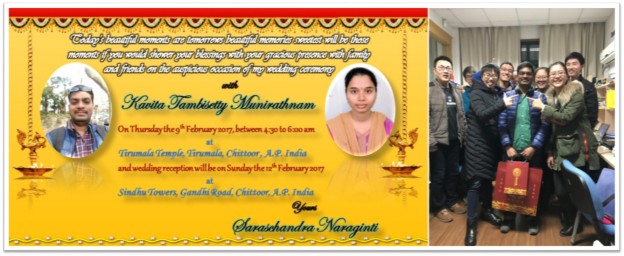 Today's beautiful moments are tomorrows beautiful memories sweetest will be those
moments if you would shower your blessings with your gracious presence with family
and friends on the auspicious occasion of my wedding ceremony
with
Kavita Tambisetty Munirathnam
On Thursday the 9th February 2017, between 4:30 to 6:00 am
at
Tirumala Temple, Tirumala, Chittoor, A.P. India
and wedding reception will be on Sunday the 12th February 2017
at
Sindhu Towers, Gandhi Road, Chittoor, A.P. India
Yours
Saraschandra Naraginti